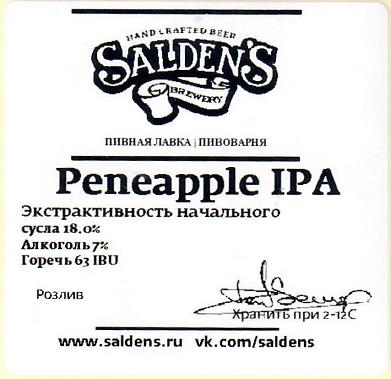 HAND CRAFTED BEER
SALDEN'S
BREWERY
ПИВНАЯ ЛАВКА | ПИВОВАРНЯ
Peneapple IPA
Экстрактивность начального
сусла 18.0%
Алкоголь 7%
Горечь 63 IBU
Розлив
Хранить при 2-12С
www.saldens.ru vk.com/saldens